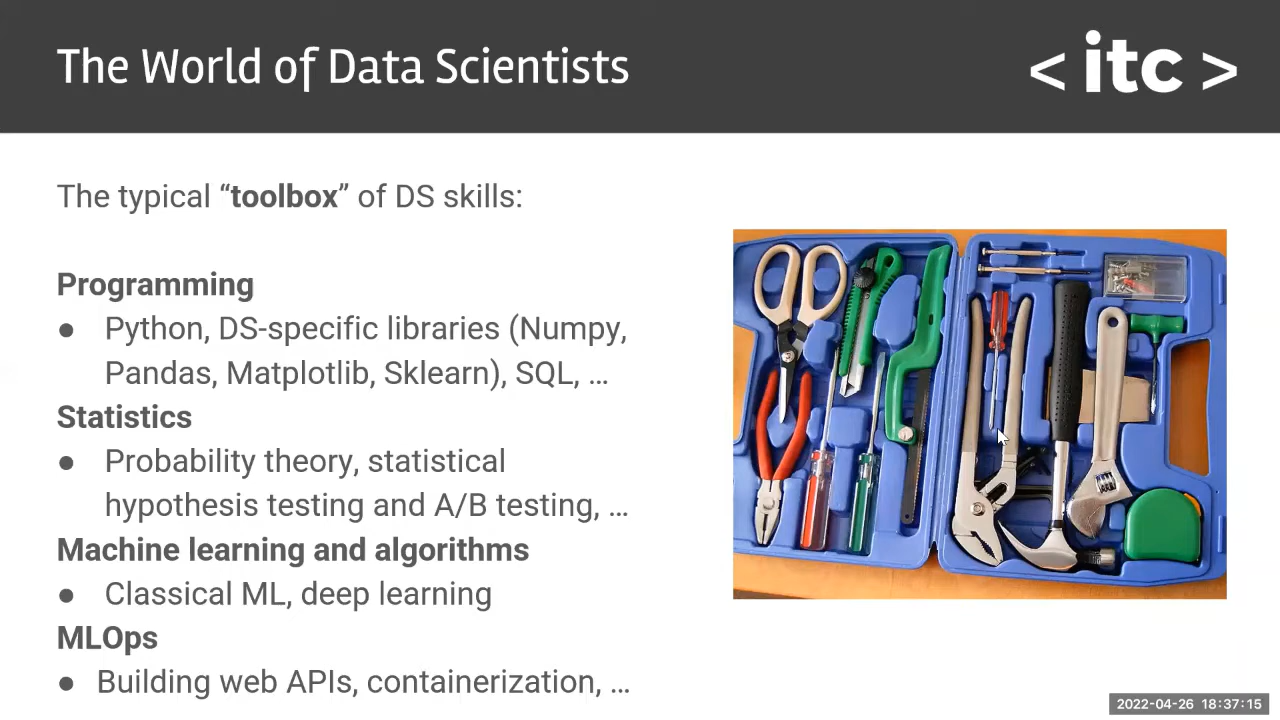 The World of Data Scientists
< itc >
The typical “toolbox” of DS skills:
Programming
● Python, DS-specific libraries (Numpy,
Pandas, Matplotlib, Sklearn), SQL, ...
Statistics
● Probability theory, statistical
hypothesis testing and A/B testing, ...
Machine learning and algorithms
● Classical ML, deep learning
MLOps
● Building web APIs, containerization, ...
2022-04-26 18:37:15